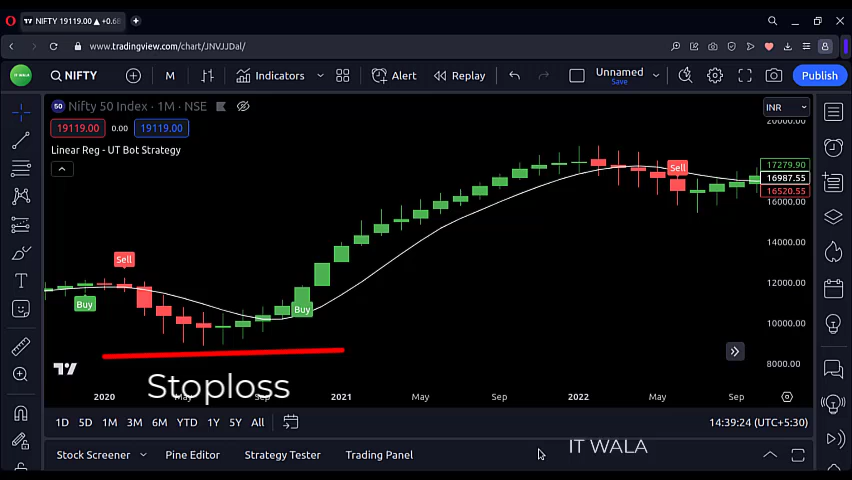 NIFTY 19119.00 ▲ +0.68
www.tradingview.com/chart/JNVJJDal/
IT WALA
NIFTY
M
Indicators
Alert
Replay
Unnamed
Save
Publish
50
Nifty 50 Index · 1M · NSE
INR
19119.00 0.00 19119.00
Linear Reg - UT Bot Strategy
20000.00
17279.90
16987.55
16520.55
16000.00
14000.00
12000.00
10000.00
8000.00
Sell
Sell
Buy
Buy
2020
May
Sep
2021
May
Sep
2022
May
Sep
Stoploss
1D 5D 1M 3M 6M YTD 1Y 5Y All
14:39:24 (UTC+5:30)
IT WALA
Stock Screener
Pine Editor
Strategy Tester
Trading Panel